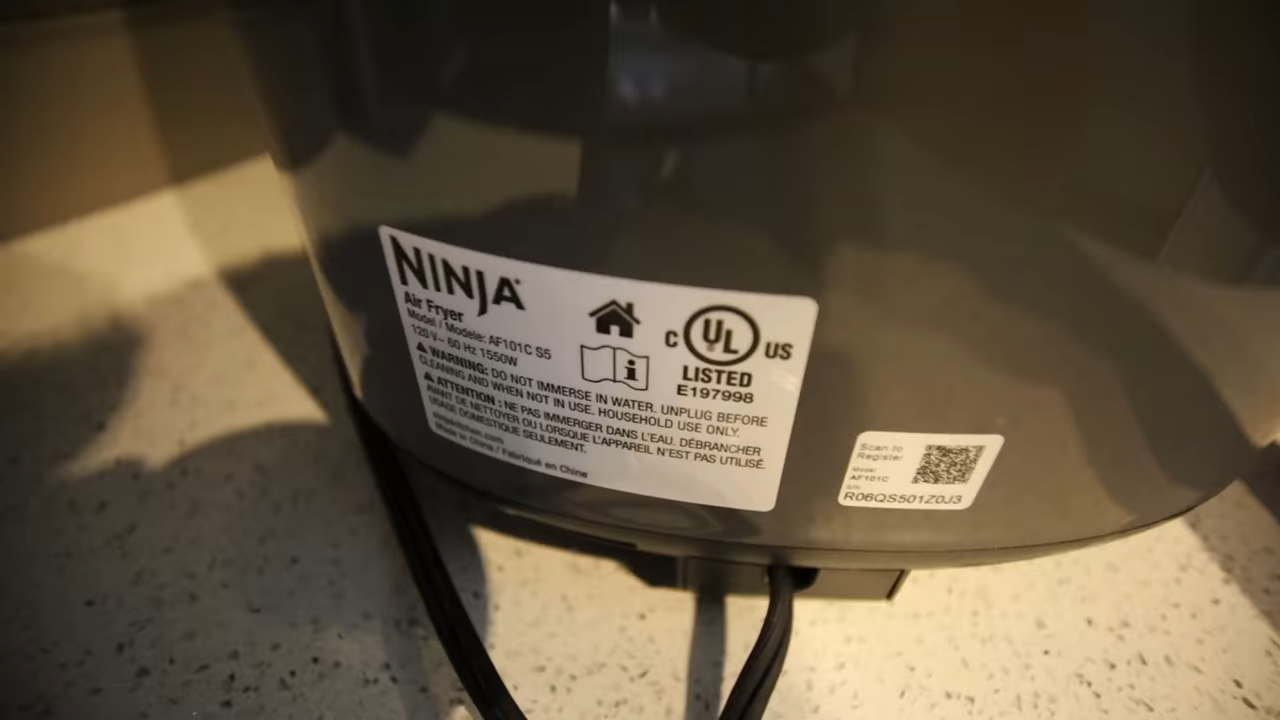 NINJA
Air Fryer
Model / Modèle: AF101C S5
120 V~ 60 Hz 1550W
WARNING: DO NOT IMMERSE IN WATER. UNPLUG BEFORE
CLEANING AND WHEN NOT IN USE. HOUSEHOLD USE ONLY.
ATTENTION : NE PAS IMMERGER DANS L'EAU. DÉBRANCHER
AVANT DE NETTOYER OU LORSQUE L'APPAREIL N'EST PAS UTILISÉ.
USAGE DOMESTIQUE SEULEMENT.
ninjakitchen.com
Made in China / Fabriqué en Chine
i
C UL US
LISTED
E197998
Scan to
Register
Model
AF101C
S/N:
R06QS501Z0J3